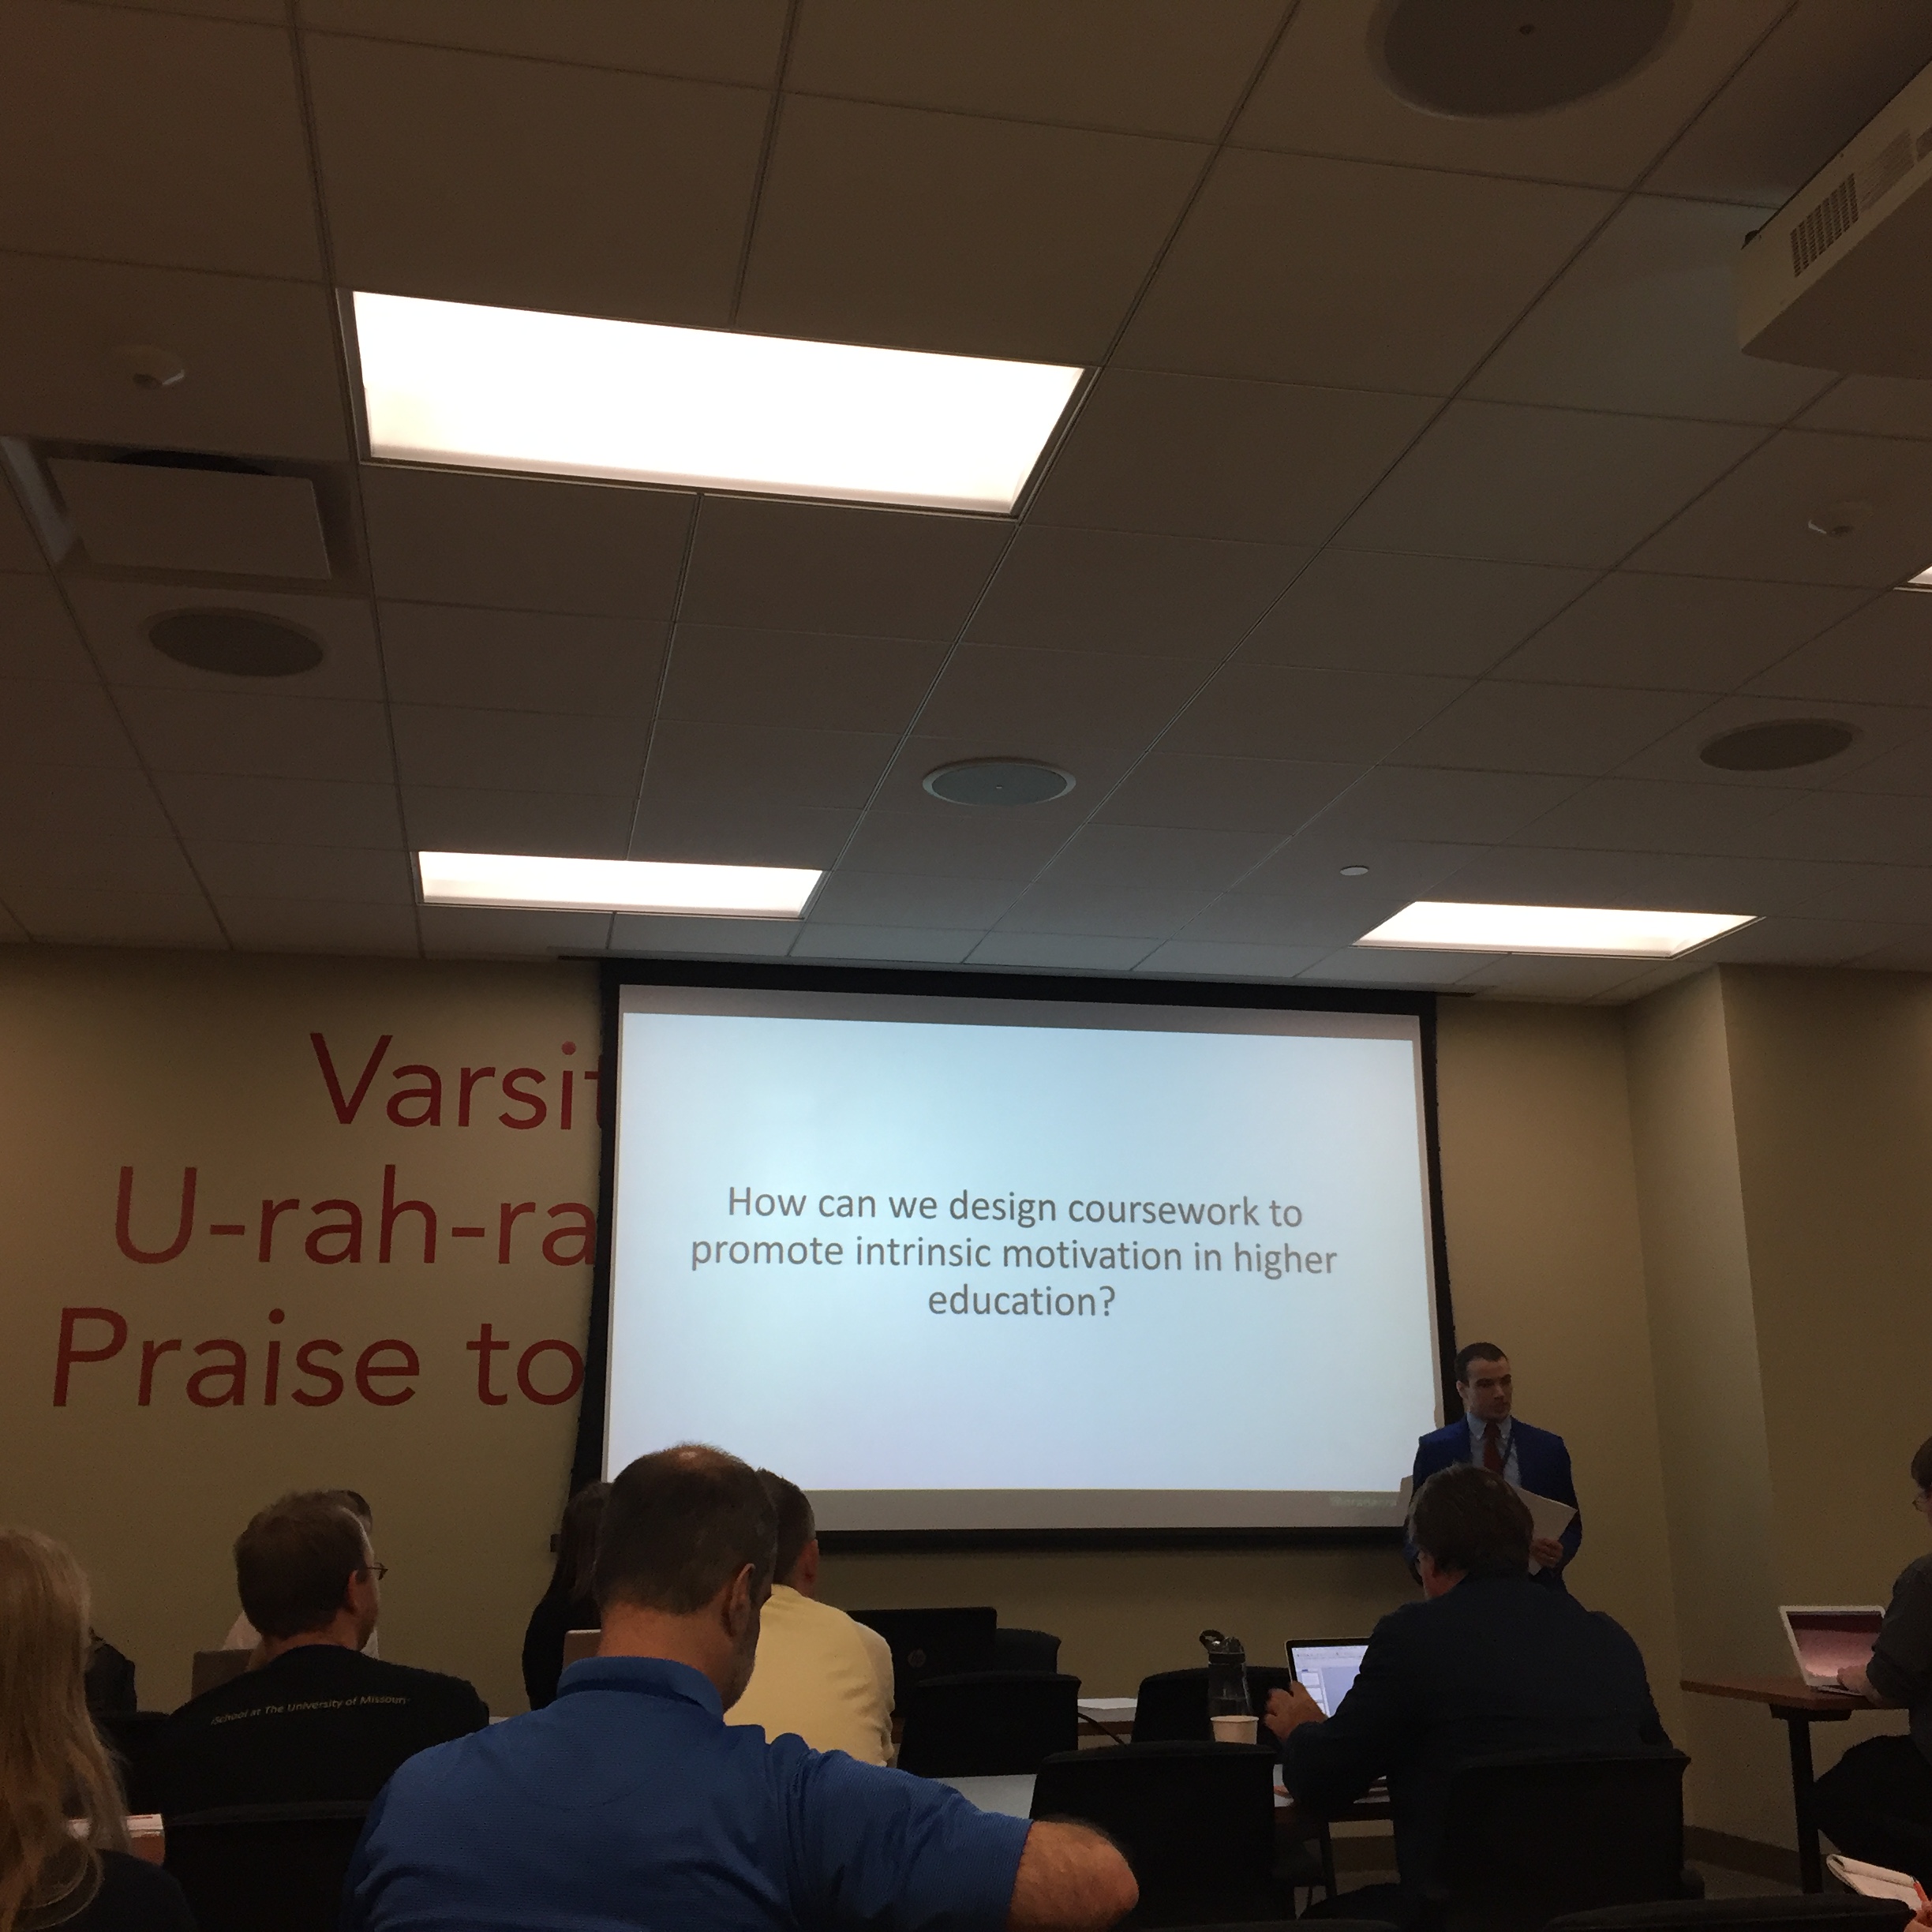 Varsit
U-rah-ra
Praise to
How can we design coursework to
promote intrinsic motivation in higher
education?
iSchool at The University of Missouri